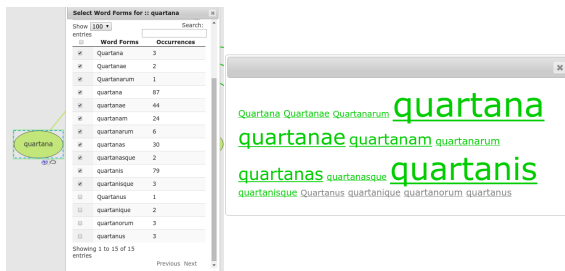 Select Word Forms for :: quartana
Show 100 entries
Search:
Word Forms Occurrences
Quartana 3
Quartanae 2
Quartanarum 1
quartana 87
quartanae 44
quartanam 24
quartanarum 6
quartanas 30
quartanasque 2
quartanis 79
quartanisque 3
Quartanus 1
quartanique 2
quartanorum 3
quartanus 3
Showing 1 to 15 of 15
entries
Previous Next
quartana
Quartana Quartanae Quartanarum quartana
quartanae quartanam quartanarum
quartanas quartanasque quartanis
quartanisque Quartanus quartanique quartanorum quartanus